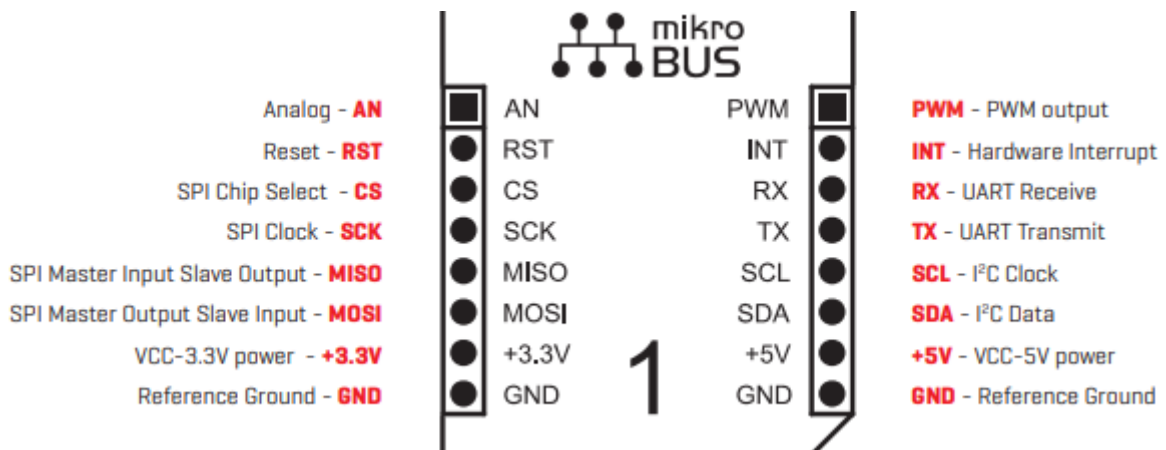 mikro
BUS
Analog - AN
AN
PWM
PWM - PWM output
Reset - RST
RST
INT
INT - Hardware Interrupt
SPI Chip Select - CS
CS
RX
RX - UART Receive
SPI Clock - SCK
SCK
TX
TX - UART Transmit
SPI Master Input Slave Output - MISO
MISO
SCL
SCL - I²C Clock
SPI Master Output Slave Input - MOSI
MOSI
SDA
SDA - I²C Data
VCC-3.3V power - +3.3V
+3.3V
1
+5V
+5V - VCC-5V power
Reference Ground - GND
GND
GND
GND - Reference Ground